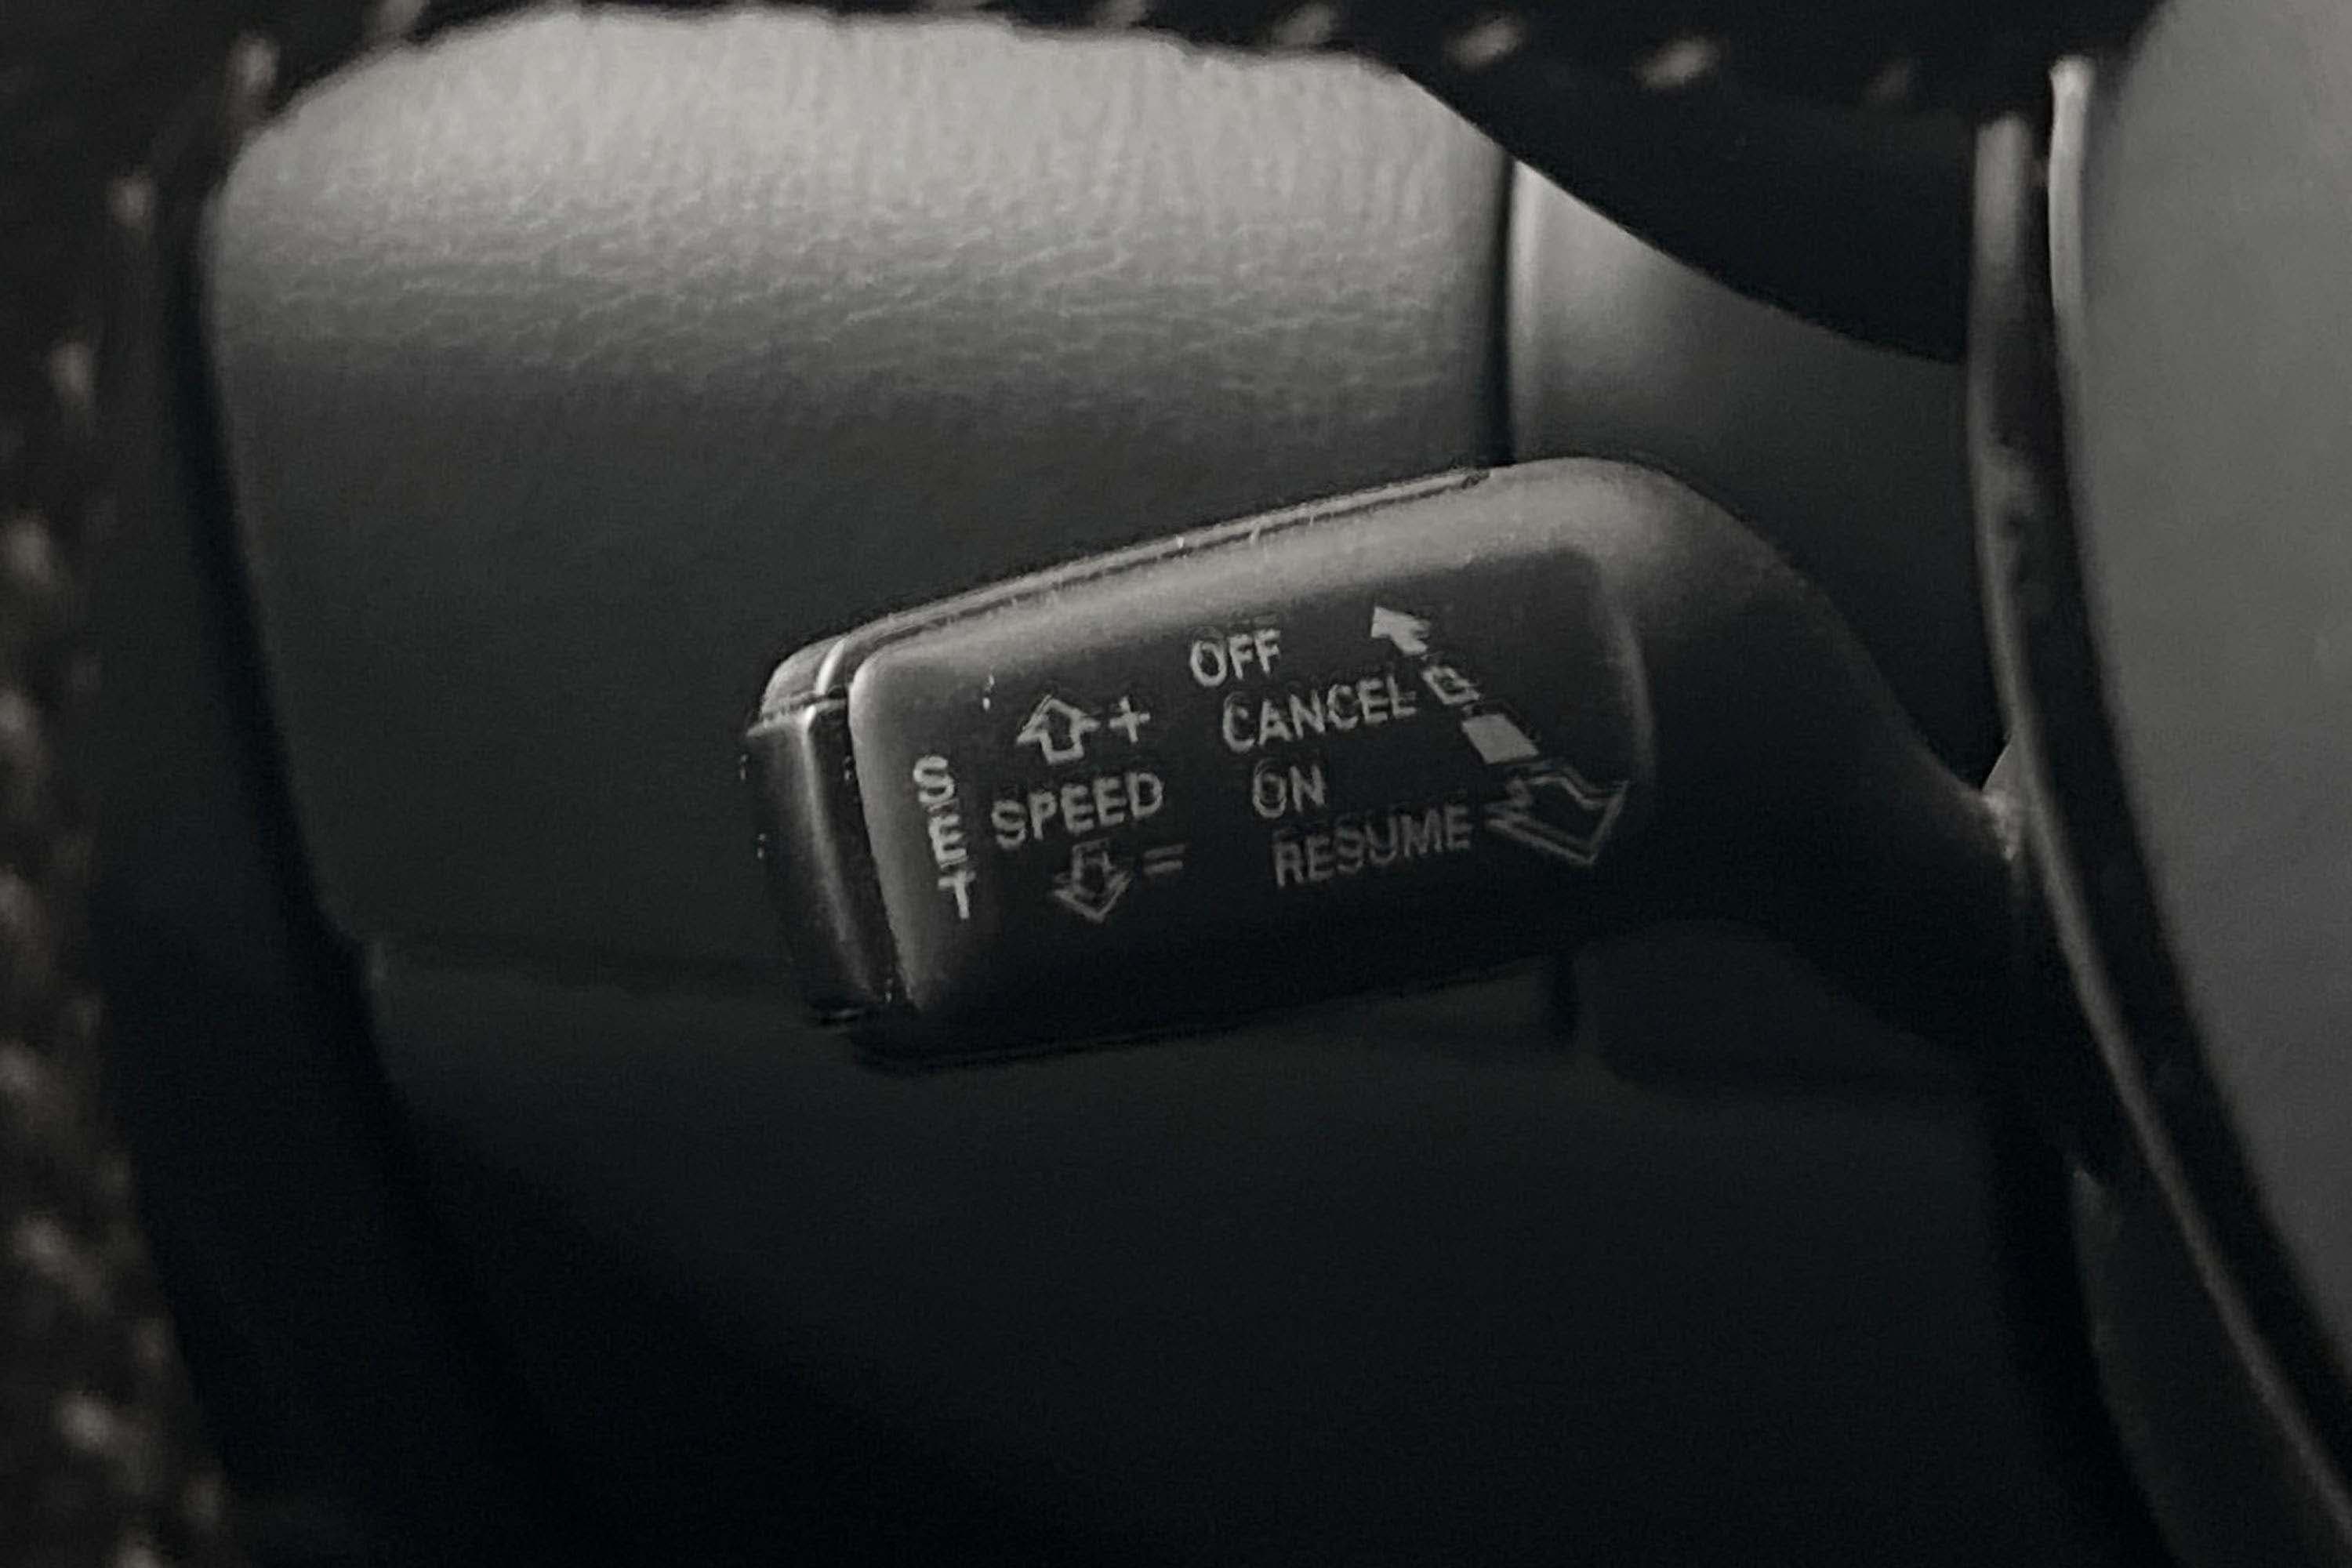 OFF
+ CANCEL
SET
SPEED ON
RESUME